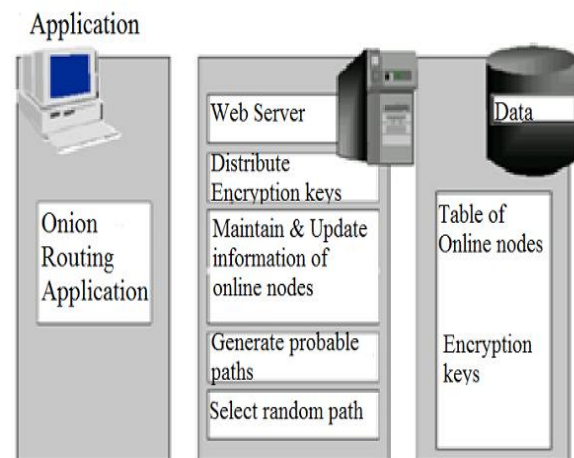 Application
Onion
Routing
Application
Web Server
Distribute
Encryption keys
Maintain & Update
information of
online nodes
Generate probable
paths
Select random path
Data
Table of
Online nodes
Encryption
keys